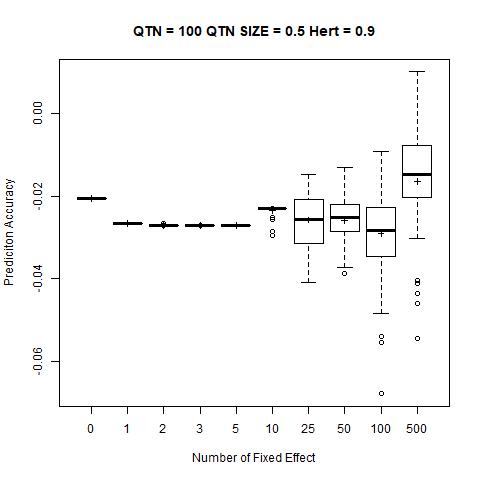 QTN = 100 QTN SIZE = 0.5 Hert = 0.9
0.00
-0.02
-0.04
-0.06
Prediciton Accuracy
0 1 2 3 5 10 25 50 100 500
Number of Fixed Effect